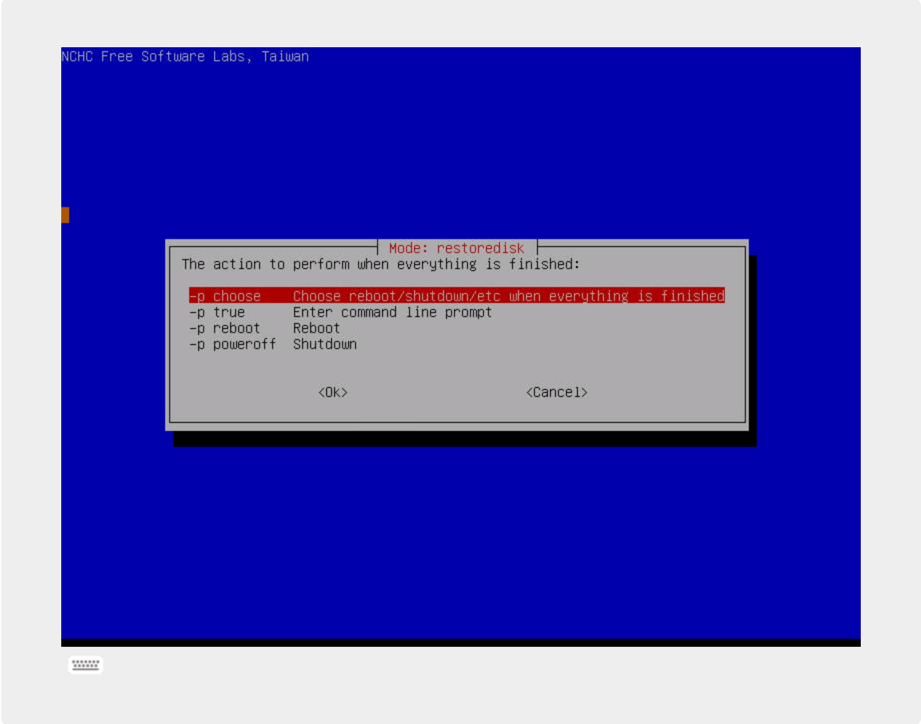 NCHC Free Software Labs, Taiwan
Mode: restoredisk
The action to perform when everything is finished:
-p choose Choose reboot/shutdown/etc when everything is finished
-p true Enter command line prompt
-p reboot Reboot
-p poweroff Shutdown
<Ok> <Cancel>